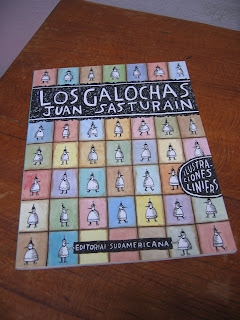 LOS GALOCHAS
JUAN SASTURAIN
ILUSTRA-
CIONES
LINIERS
EDITORIAL SUDAMERICANA